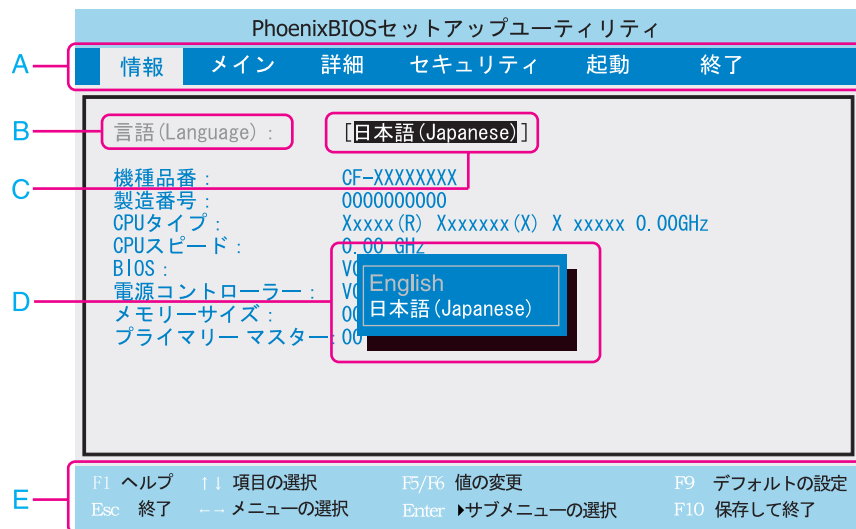 PhoenixBIOSセットアップユーティリティ
A
情報 メイン 詳細 セキュリティ 起動 終了
B
言語(Language) : [日本語(Japanese)]
C
機種品番 : CF-XXXXXXXX
製造番号 : 0000000000
CPUタイプ : Xxxxx(R) Xxxxxxx(X) X xxxxx 0.00GHz
CPUスピード : 0.00 GHz
BIOS : V0
D
電源コントローラー : V0
メモリーサイズ : 00
プライマリー マスター: 00
English
日本語(Japanese)
E
F1 ヘルプ ↑↓ 項目の選択 F5/F6 値の変更 F9 デフォルトの設定
Esc 終了 ←→ メニューの選択 Enter ▶サブメニューの選択 F10 保存して終了